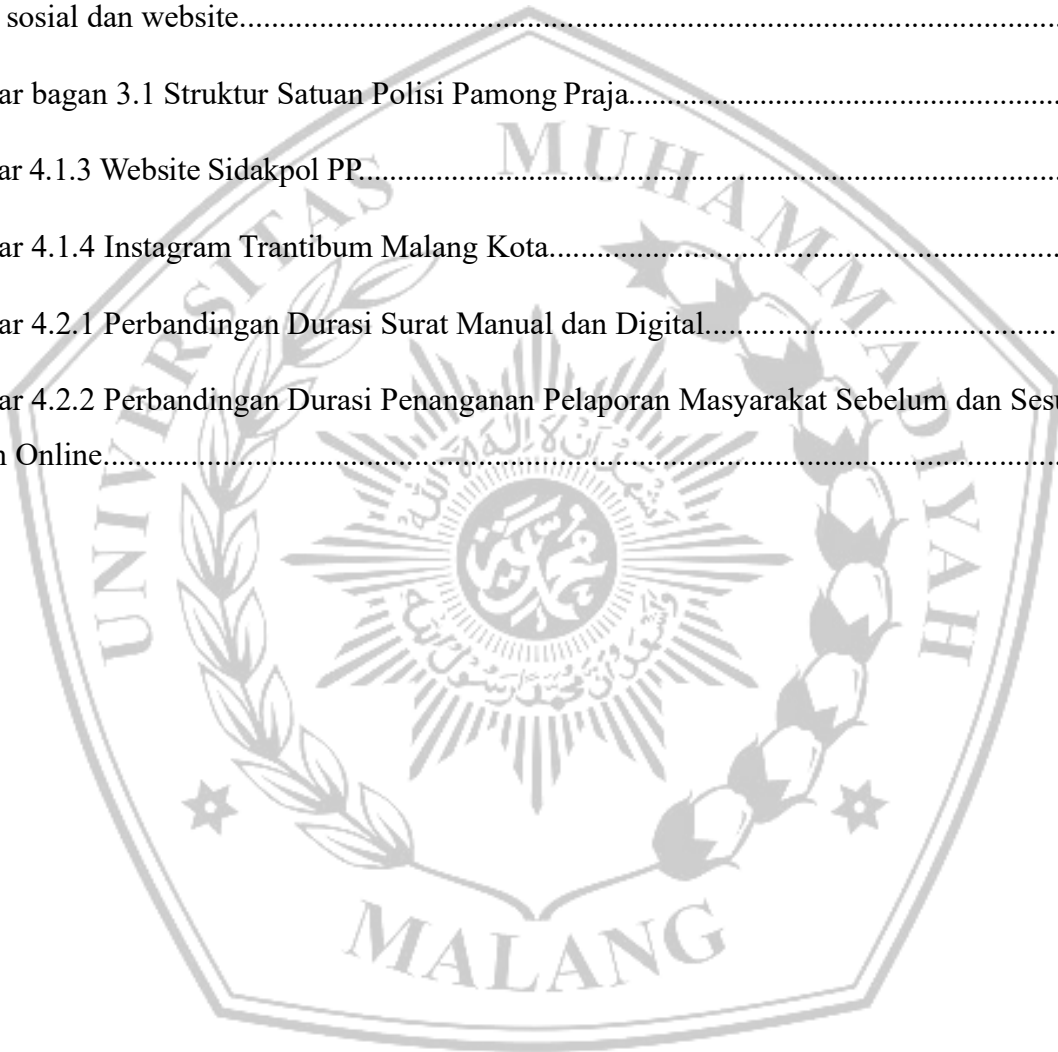 sosial dan website............................................................................................................
ar bagan 3.1 Struktur Satuan Polisi Pamong Praja.......................................................
ar 4.1.3 Website Sidakpol PP..........................................................................................
ar 4.1.4 Instagram Trantibum Malang Kota.................................................................
ar 4.2.1 Perbandingan Durasi Surat Manual dan Digital.............................................
ar 4.2.2 Perbandingan Durasi Penanganan Pelaporan Masyarakat Sebelum dan Sesu
n Online..............................................................................................................................
UNIVERSITAS MUHAMMADIYAH
MALANG